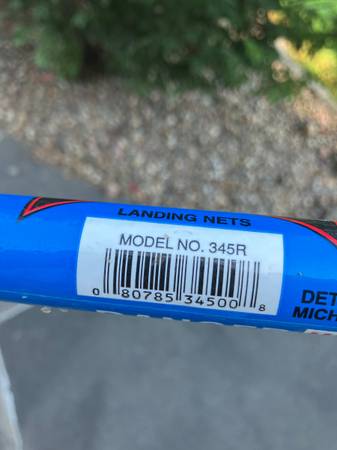 LANDING NETS
MODEL NO. 345R
0 80785 34500 8
DET
MICH